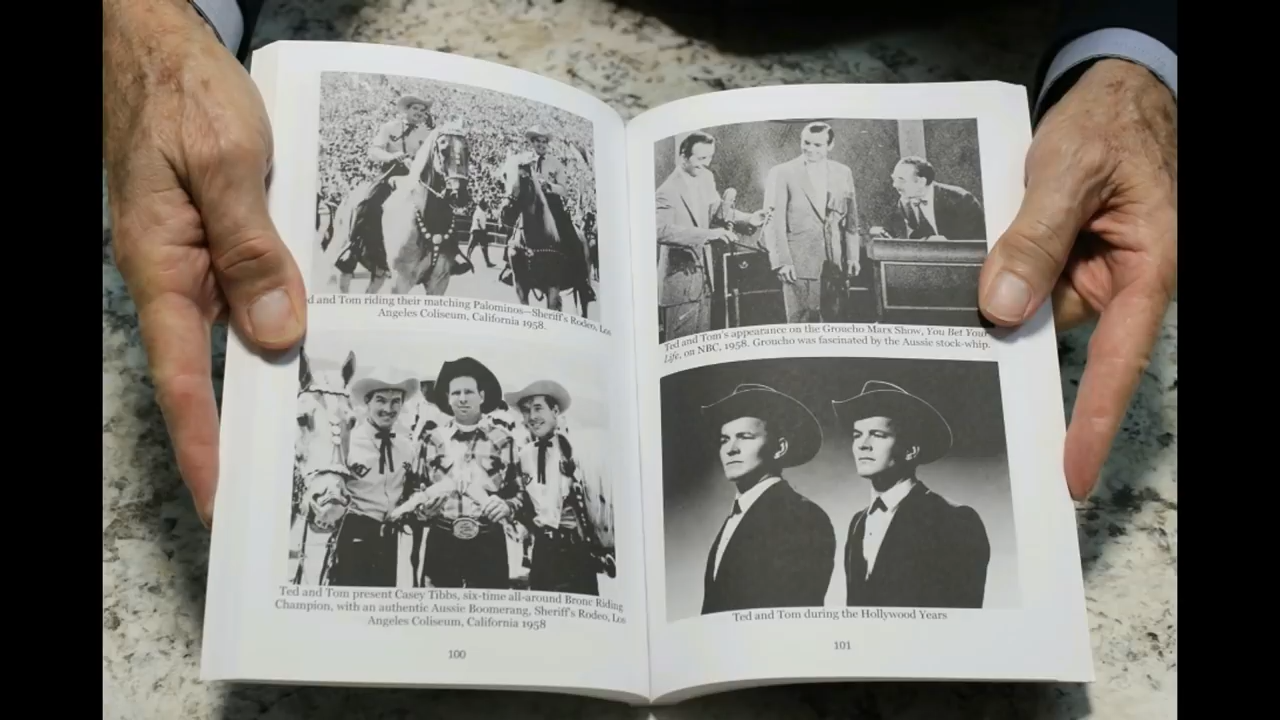 d and Tom riding their matching Palominos—Sheriff's Rodeo, Los
Angeles Coliseum, California 1958.
Ted and Tom present Casey Tibbs, six-time all-around Bronc Riding
Champion, with an authentic Aussie Boomerang, Sheriff's Rodeo, Los
Angeles Coliseum, California 1958
100
Ted and Tom's appearance on the Groucho Marx Show, You Bet Your
Life, on NBC, 1958. Groucho was fascinated by the Aussie stock-whip.
Ted and Tom during the Hollywood Years
101